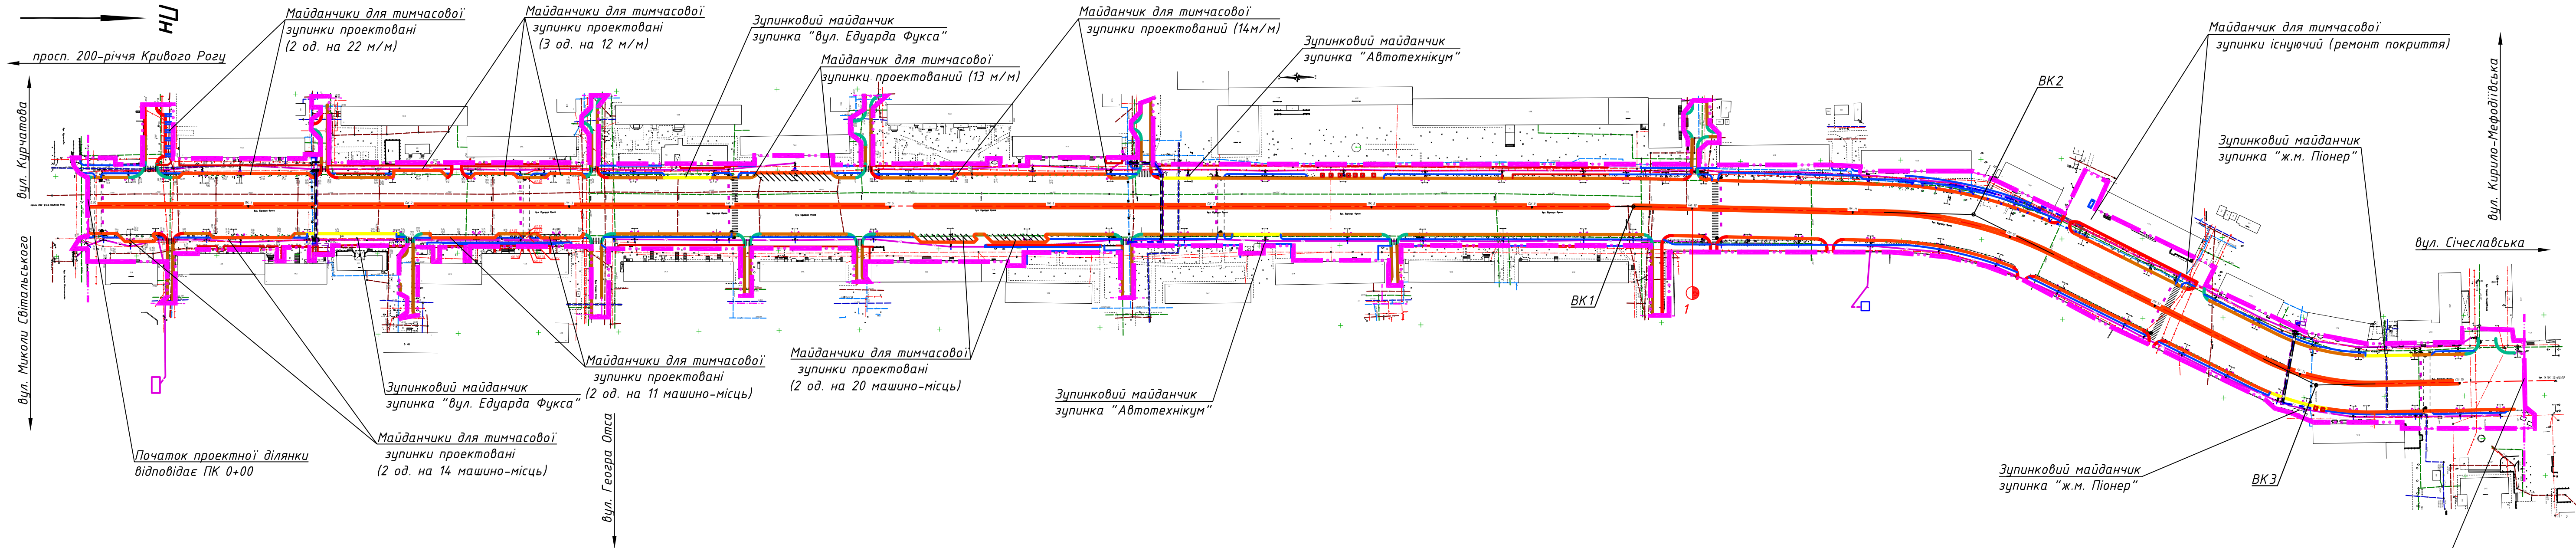 Пн
просп. 200-річчя Кривого Рогу
вул. Курчатова
вул. Миколи Світальського
Майданчики для тимчасової
зупинки проектовані
(2 од. на 22 м/м)
Майданчики для тимчасової
зупинки проектовані
(3 од. на 12 м/м)
Зупинковий майданчик
зупинка "вул. Едуарда Фукса"
Майданчик для тимчасової
зупинки проектований (13 м/м)
Майданчик для тимчасової
зупинки проектований (14м/м)
Зупинковий майданчик
зупинка "Автотехнікум"
ВК2
Майданчик для тимчасової
зупинки існуючий (ремонт покриття)
Зупинковий майданчик
зупинка "ж.м. Піонер"
вул. Кирило-Мефодіївська
вул. Січеславська
ВК1
1
Початок проектної ділянки
відповідає ПК 0+00
Майданчики для тимчасової
зупинки проектовані
(2 од. на 14 машино-місць)
Зупинковий майданчик
зупинка "вул. Едуарда Фукса"
Майданчики для тимчасової
зупинки проектовані
(2 од. на 11 машино-місць)
вул. Георга Отса
Майданчики для тимчасової
зупинки проектовані
(2 од. на 20 машино-місць)
Зупинковий майданчик
зупинка "Автотехнікум"
Зупинковий майданчик
зупинка "ж.м. Піонер"
ВК3